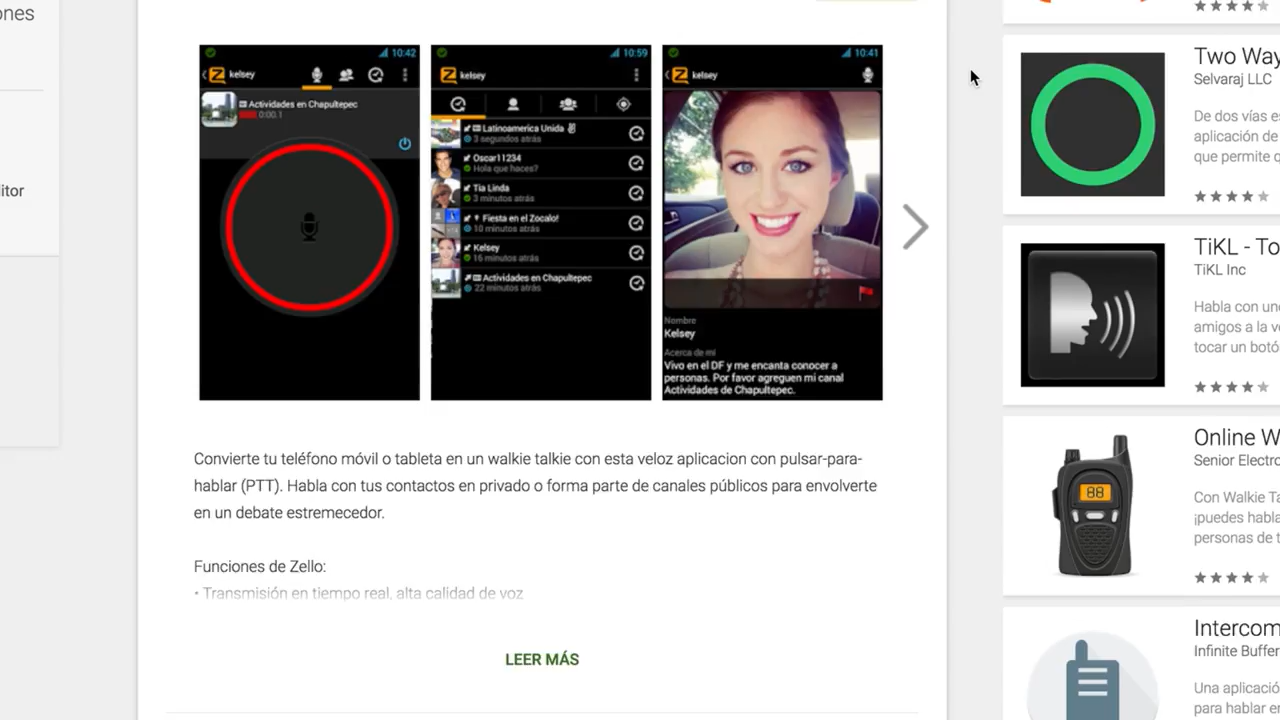 ones
itor
10:42
kelsey
Actividades en Chapultepec
0:00.1
10:59
kelsey
Latinoamerica Unida
3 segundos atrás
Oscar11234
Hola que haces?
Tia Linda
3 minutos atrás
Fiesta en el Zocalo!
10 minutos atrás
Kelsey
16 minutos atrás
Actividades en Chapultepec
22 minutos atrás
10:41
kelsey
Nombre
Kelsey
Acerca de mi
Vivo en el DF y me encanta conocer a
personas. Por favor agreguen mi canal
Actividades de Chapultepec.
Convierte tu teléfono móvil o tableta en un walkie talkie con esta veloz aplicacion con pulsar-para-
hablar (PTT). Habla con tus contactos en privado o forma parte de canales públicos para envolverte
en un debate estremecedor.
Funciones de Zello:
• Transmisión en tiempo real, alta calidad de voz
LEER MÁS
Two Way
Selvaraj LLC
De dos vías es
aplicación de
que permite q
TiKL - To
TiKL Inc
Habla con uno
amigos a la ve
tocar un botó
Online W
Senior Electro
88
Con Walkie Ta
¡puedes habla
personas de t
Intercom
Infinite Buffer
Una aplicació
para hablar en